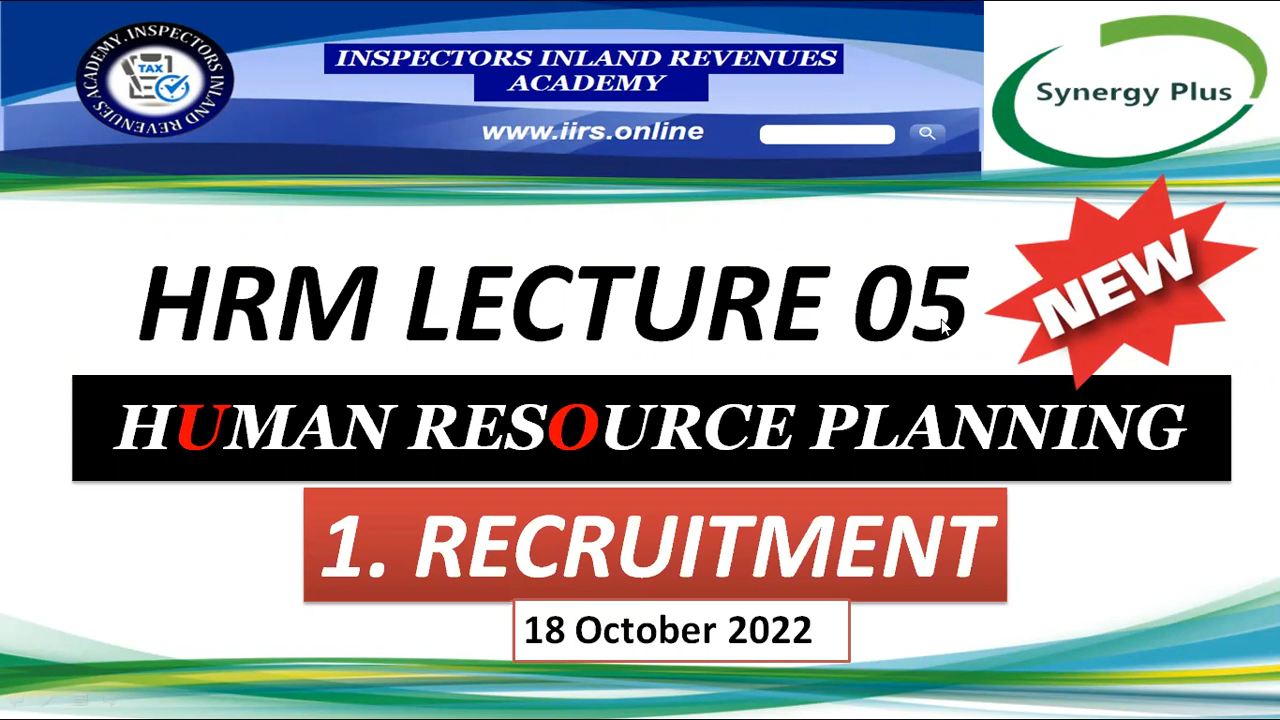 INSPECTORS INLAND REVENUES
ACADEMY
www.iirs.online
INSPECTORS INLAND REVENUES ACADEMY.
TAX
Synergy Plus
NEW
HRM LECTURE 05
HUMAN RESOURCE PLANNING
1. RECRUITMENT
18 October 2022